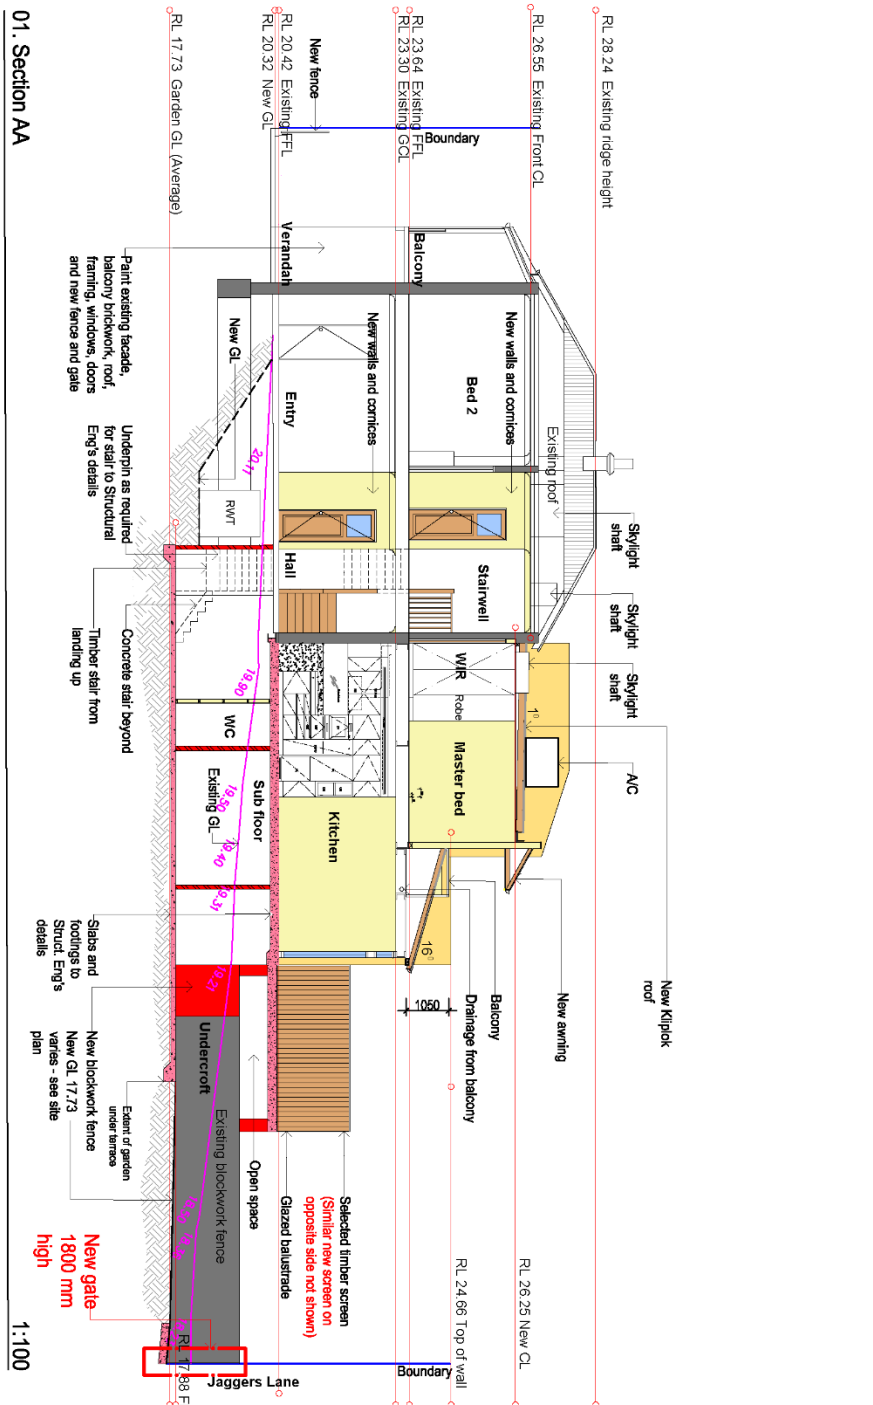 RL 28.24 Existing ridge height
RL 26.55 Existing Front CL
RL 23.64 Existing FFL
RL 23.30 Existing GCL
RL 20.42 Existing FFL
RL 20.32 New GL
RL 17.73 Garden GL (Average)
New fence
Boundary
Verandah
Balcony
Paint existing facade,
balcony brickwork, roof,
framing, windows, doors
and new fence and gate
New GL
New walls and cornices
New walls and cornices
Bed 2
Entry
Existing roof
20.11
RWT
Underpin as required
for stair to Structural
Eng's details
Skylight
shaft
Skylight
shaft
Skylight
shaft
Hall
Stairwell
Timber stair from
landing up
Concrete stair beyond
19.90
WC
WIR
Robe
1°
A/C
Master bed
Sub floor
Existing GL
19.50
19.40
19.31
19.21
Kitchen
16°
Slabs and
footings to
Struct. Eng's
details
New Kliplok
roof
New awning
Balcony
Drainage from balcony
1050
Undercroft
New blockwork fence
New GL 17.73
varies - see site
plan
Extent of garden
under terrace
Existing blockwork fence
Open space
Glazed balustrade
Selected timber screen
(Similar new screen on
opposite side not shown)
New gate
1800 mm
high
RL 26.25 New CL
RL 24.66 Top of wall
Boundary
Jaggers Lane
RL 17.88 F
01. Section AA
1:100